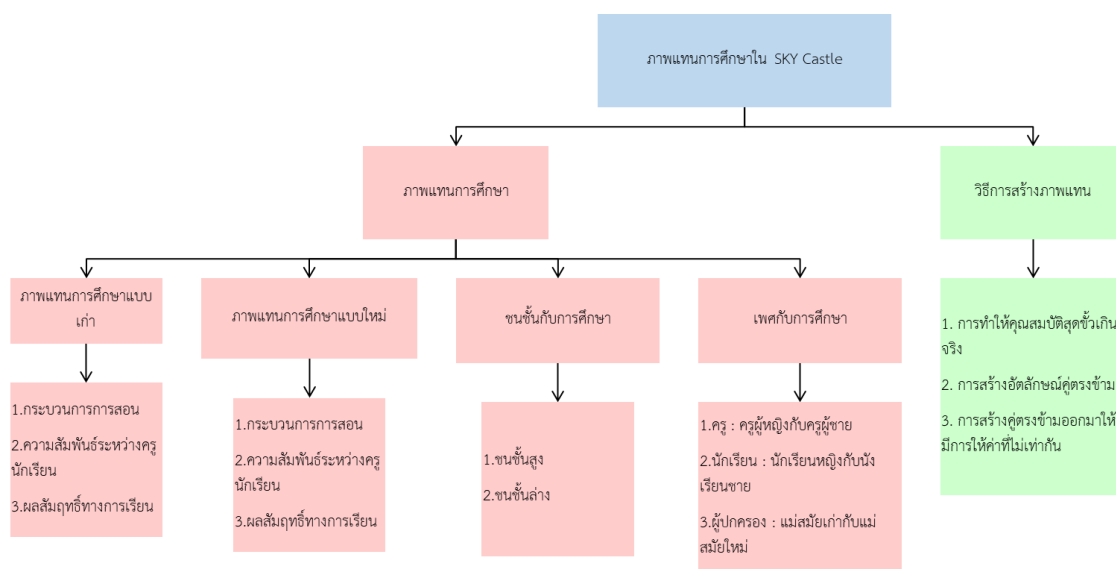 ภาพแทนการศึกษาใน SKY Castle
ภาพแทนการศึกษา
วิธีการสร้างภาพแทน
ภาพแทนการศึกษาแบบ
เก่า
ภาพแทนการศึกษาแบบใหม่
ชนชั้นกับการศึกษา
เพศกับการศึกษา
1.กระบวนการการสอน
2.ความสัมพันธ์ระหว่างครู
นักเรียน
3.ผลสัมฤทธิ์ทางการเรียน
1.กระบวนการการสอน
2.ความสัมพันธ์ระหว่างครู
นักเรียน
3.ผลสัมฤทธิ์ทางการเรียน
1.ชนชั้นสูง
2.ชนชั้นล่าง
1.ครู : ครูผู้หญิงกับครูผู้ชาย
2.นักเรียน : นักเรียนหญิงกับนัง
เรียนชาย
3.ผู้ปกครอง : แม่สมัยเก่ากับแม่
สมัยใหม่
1. การทำให้คุณสมบัติสุดขั้วเกิน
จริง
2. การสร้างอัตลักษณ์คู่ตรงข้าม
3. การสร้างคู่ตรงข้ามออกมาให้
มีการให้ค่าที่ไม่เท่ากัน